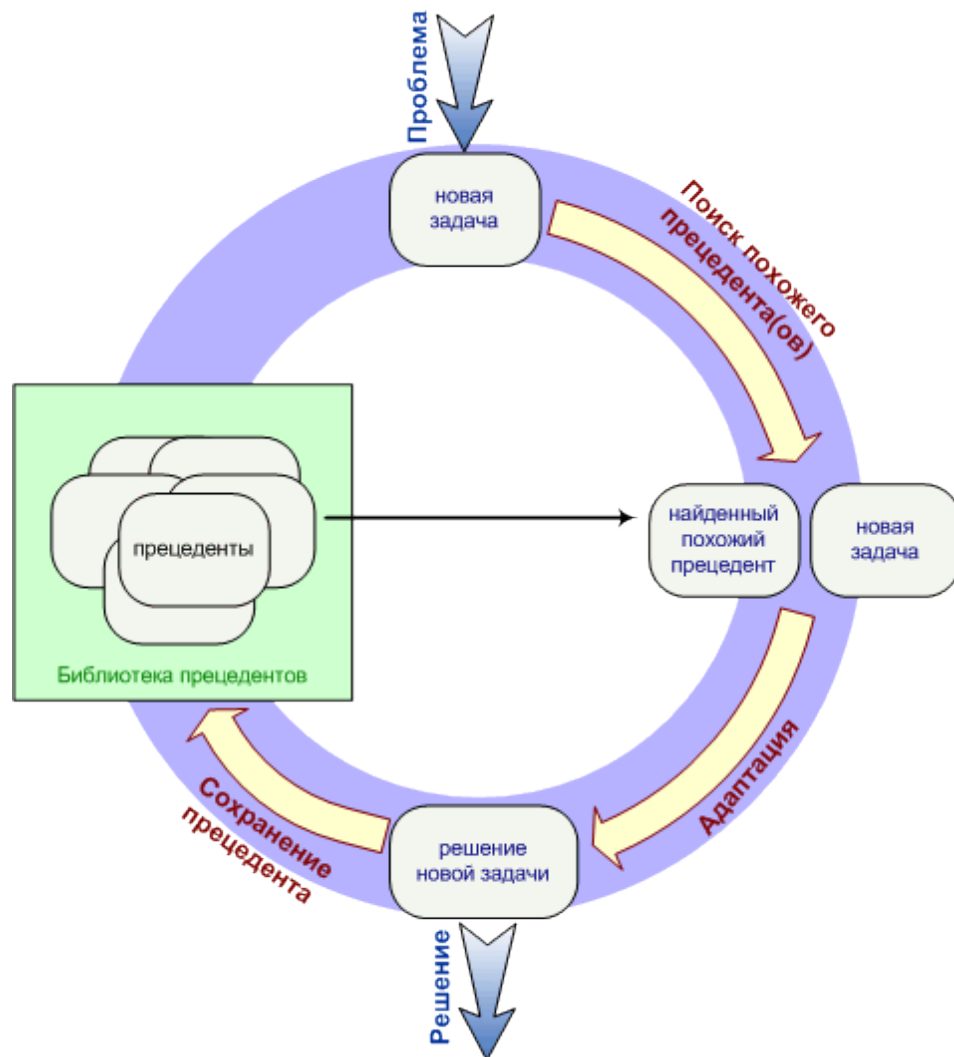 Проблема
новая
задача
Поиск похожего
прецедента(ов)
прецеденты
Библиотека прецедентов
найденный
похожий
прецедент
новая
задача
Адаптация
решение
новой задачи
Сохранение
прецедента
Решение